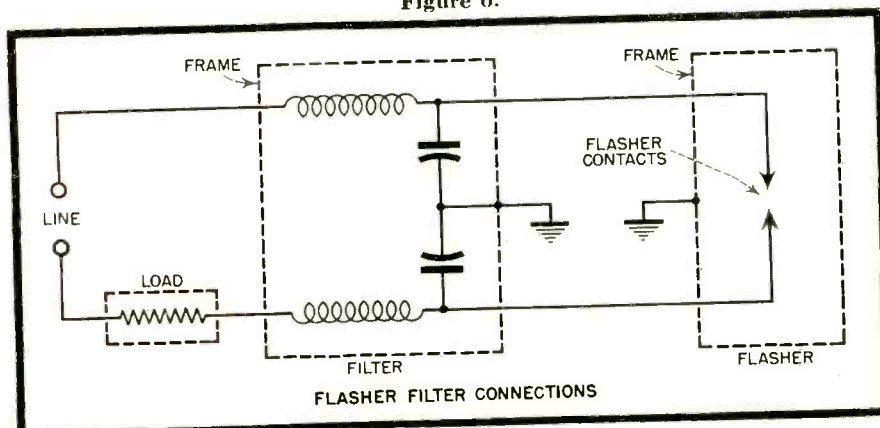 Figure 6.
FRAME
FRAME
FLASHER
CONTACTS
LINE
LOAD
FILTER
FLASHER
FLASHER FILTER CONNECTIONS